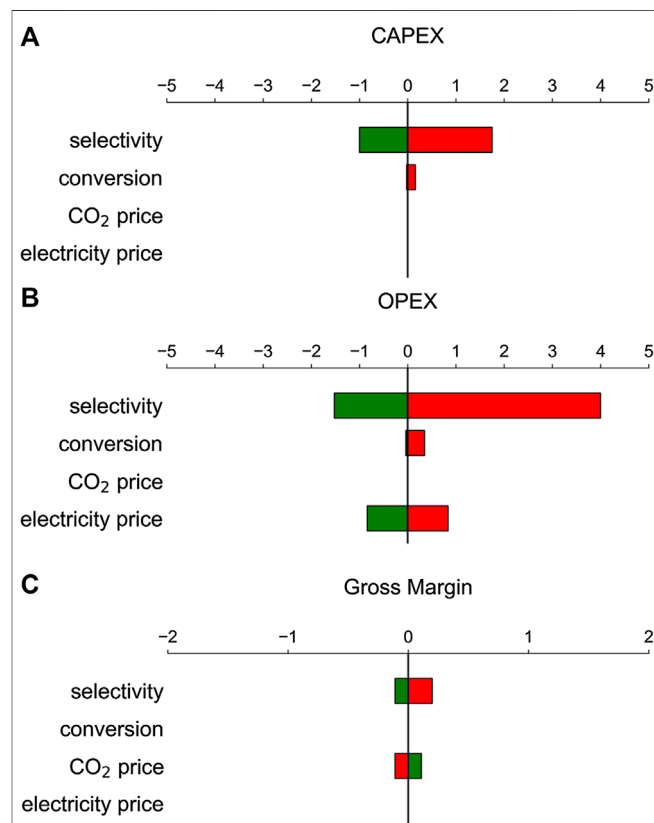 A
CAPEX
−5 −4 −3 −2 −1 0 1 2 3 4 5
selectivity
conversion
CO₂ price
electricity price
B
OPEX
−5 −4 −3 −2 −1 0 1 2 3 4 5
selectivity
conversion
CO₂ price
electricity price
C
Gross Margin
−2 −1 0 1 2
selectivity
conversion
CO₂ price
electricity price